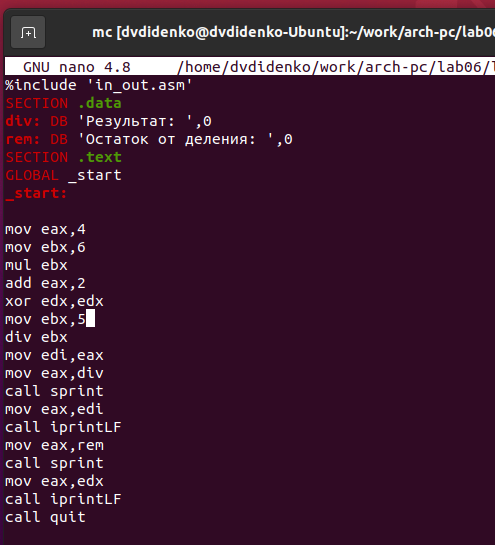 mc [dvdidenko@dvdidenko-Ubuntu]:~/work/arch-pc/lab06
GNU nano 4.8 /home/dvdidenko/work/arch-pc/lab06/l
%include 'in_out.asm'
SECTION .data
div: DB 'Результат: ',0
rem: DB 'Остаток от деления: ',0
SECTION .text
GLOBAL _start
_start:
mov eax,4
mov ebx,6
mul ebx
add eax,2
xor edx,edx
mov ebx,5
div ebx
mov edi,eax
mov eax,div
call sprint
mov eax,edi
call iprintLF
mov eax,rem
call sprint
mov eax,edx
call iprintLF
call quit